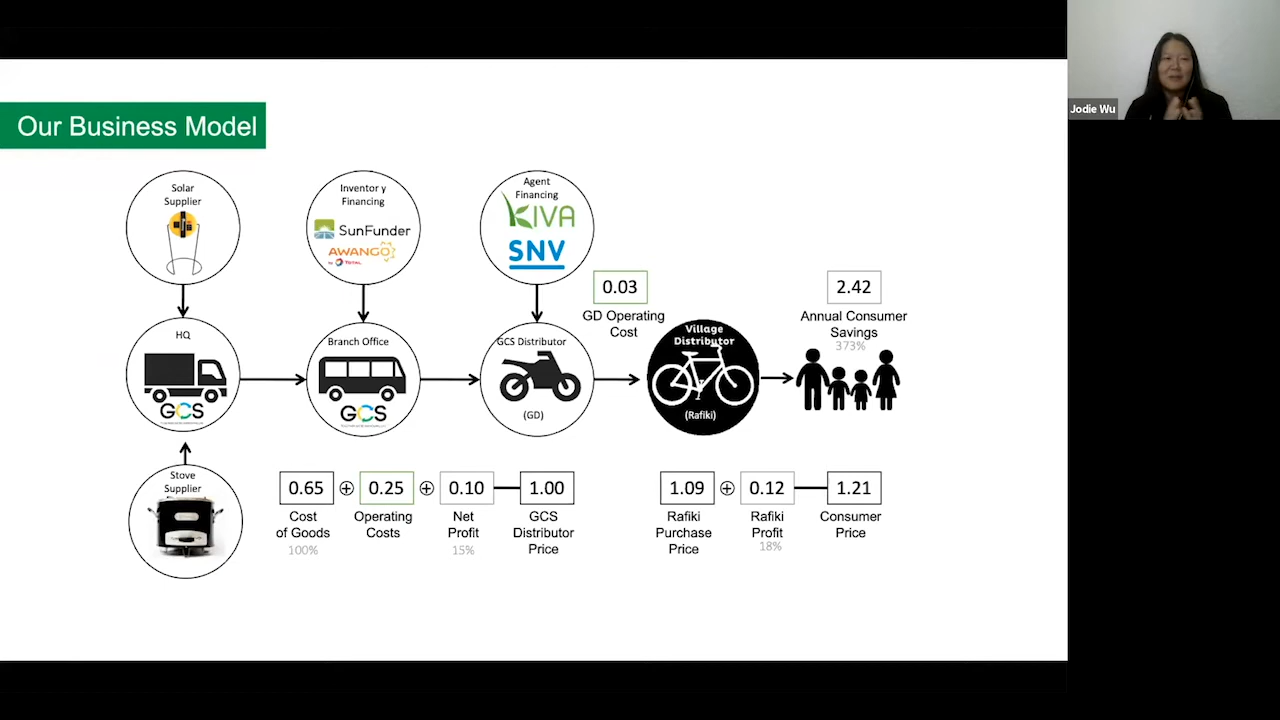 Jodie Wu
Our Business Model
Solar
Supplier
Inventor y
Financing
SunFunder
AWANGO
by TOTAL
Agent
Financing
KIVA
SNV
0.03
GD Operating
Cost
2.42
Annual Consumer
Savings
373%
HQ
GCS
Branch Office
GCS
GCS Distributor
(GD)
Village
Distributor
(Rafiki)
Stove
Supplier
0.65
+
0.25
+
0.10
1.00
Cost
of Goods
100%
Operating
Costs
Net
Profit
15%
GCS
Distributor
Price
1.09
+
0.12
1.21
Rafiki
Purchase
Price
Rafiki
Profit
18%
Consumer
Price